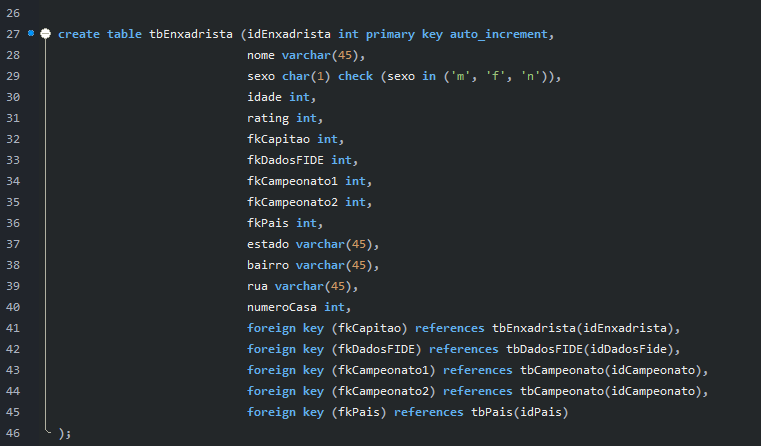 26
27 create table tbEnxadrista (idEnxadrista int primary key auto_increment,
28 nome varchar(45),
29 sexo char(1) check (sexo in ('m', 'f', 'n')),
30 idade int,
31 rating int,
32 fkCapitao int,
33 fkDadosFIDE int,
34 fkCampeonato1 int,
35 fkCampeonato2 int,
36 fkPais int,
37 estado varchar(45),
38 bairro varchar(45),
39 rua varchar(45),
40 numeroCasa int,
41 foreign key (fkCapitao) references tbEnxadrista(idEnxadrista),
42 foreign key (fkDadosFIDE) references tbDadosFIDE(idDadosFide),
43 foreign key (fkCampeonato1) references tbCampeonato(idCampeonato),
44 foreign key (fkCampeonato2) references tbCampeonato(idCampeonato),
45 foreign key (fkPais) references tbPais(idPais)
46 );